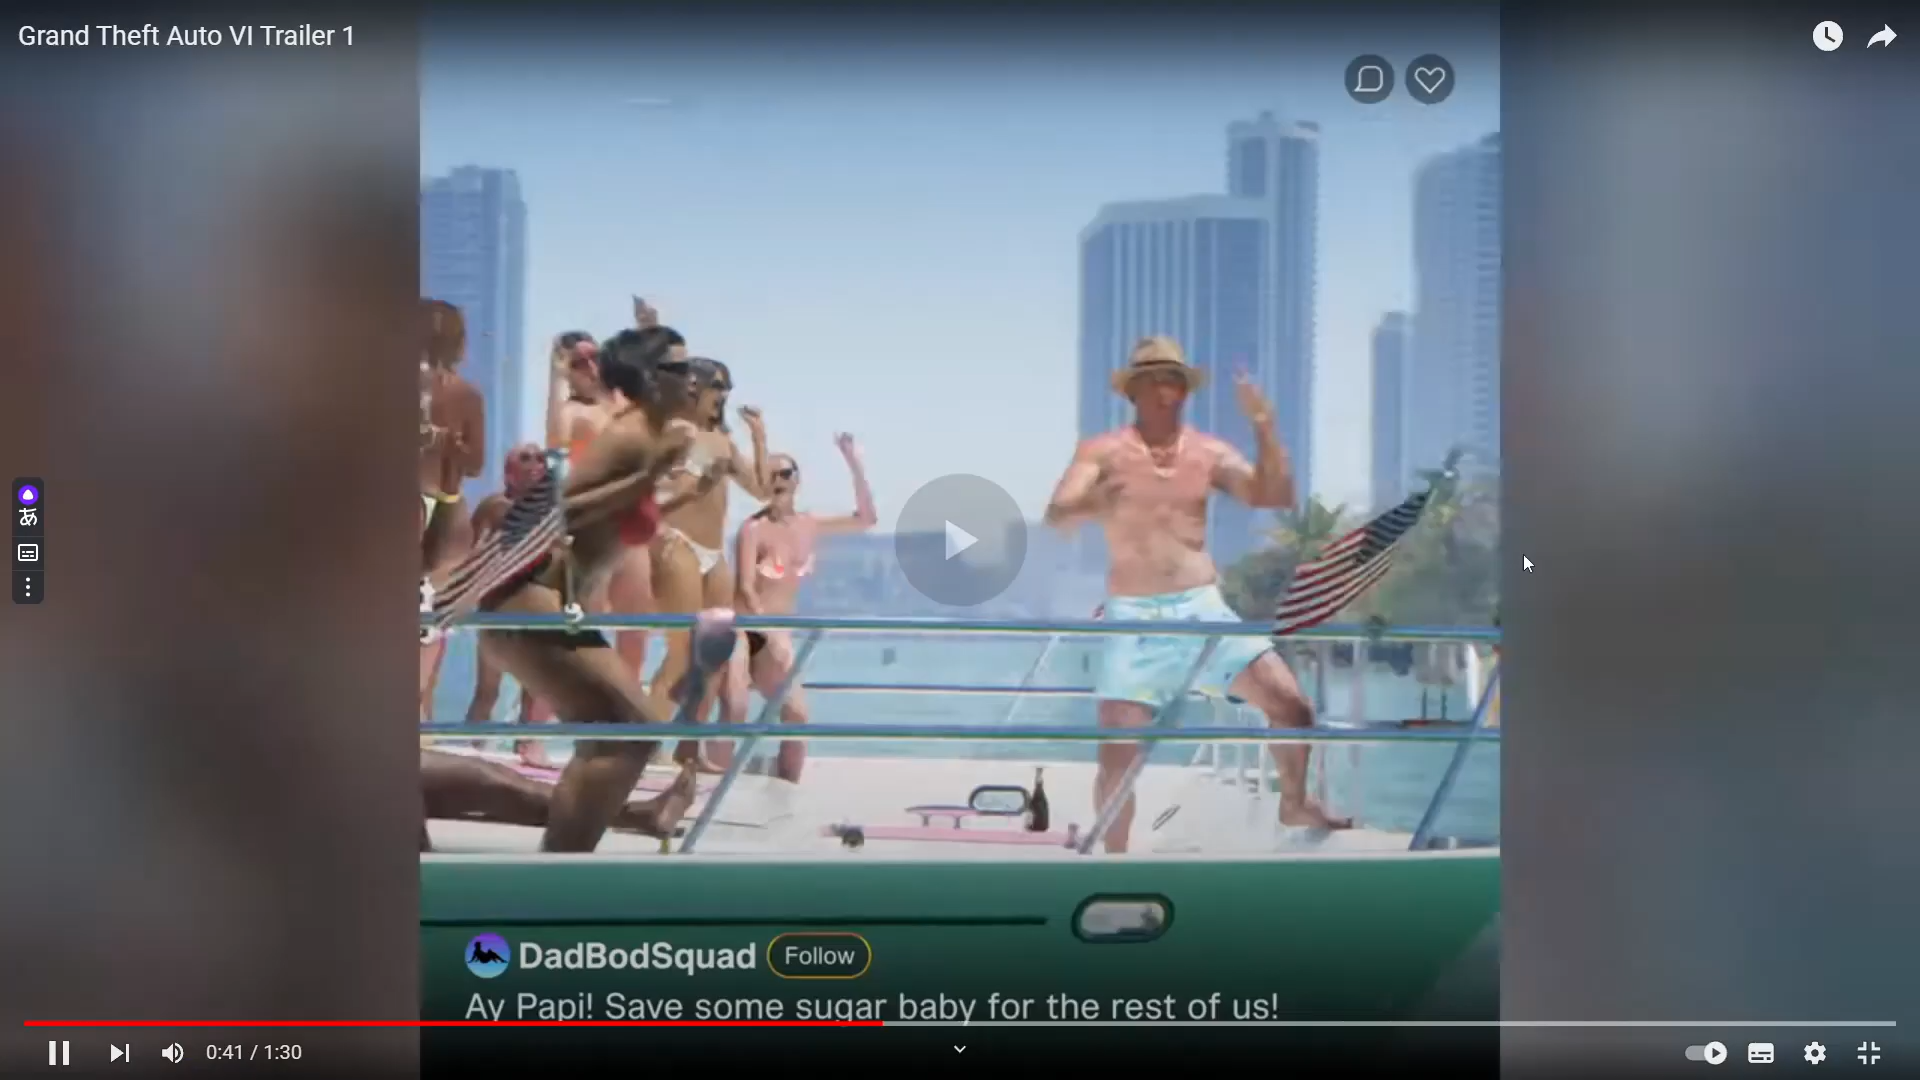 Grand Theft Auto VI Trailer 1
あ
DadBodSquad Follow
Ay Papi! Save some sugar baby for the rest of us!
0:41 / 1:30